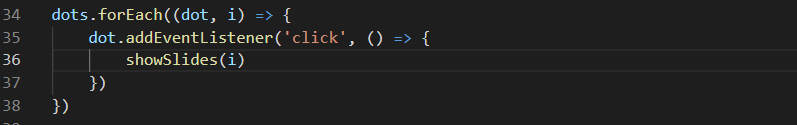 34 dots.forEach((dot, i) => {
35     dot.addEventListener('click', () => {
36         showSlides(i)
37     })
38 })